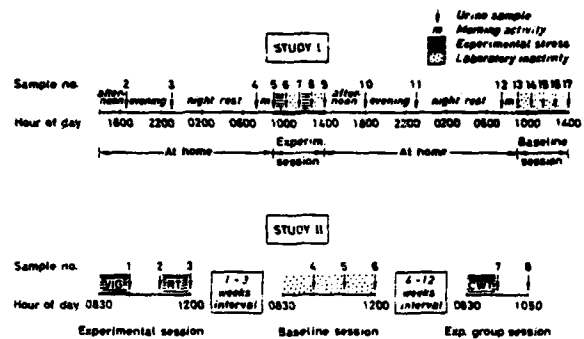 Urine sample
m Morning activity
Experimental stress
Laboratory inactivity
STUDY I
Sample no. 2 3 4 5 6 7 8 9 10 11 12 13 14 15 16 17
after-noon evening night rest m after-noon evening night rest m
Hour of day 1600 2200 0200 0600 1000 1400 1800 2200 0200 0600 1000 1400
At home Experim. session At home Baseline session
STUDY II
Sample no. 1 2 3 4 5 6 7 8
VIG RT 1-3 weeks interval 4-12 weeks interval CWT
Hour of day 0830 1200 0830 1200 0830 1050
Experimental session Baseline session Exp. group session